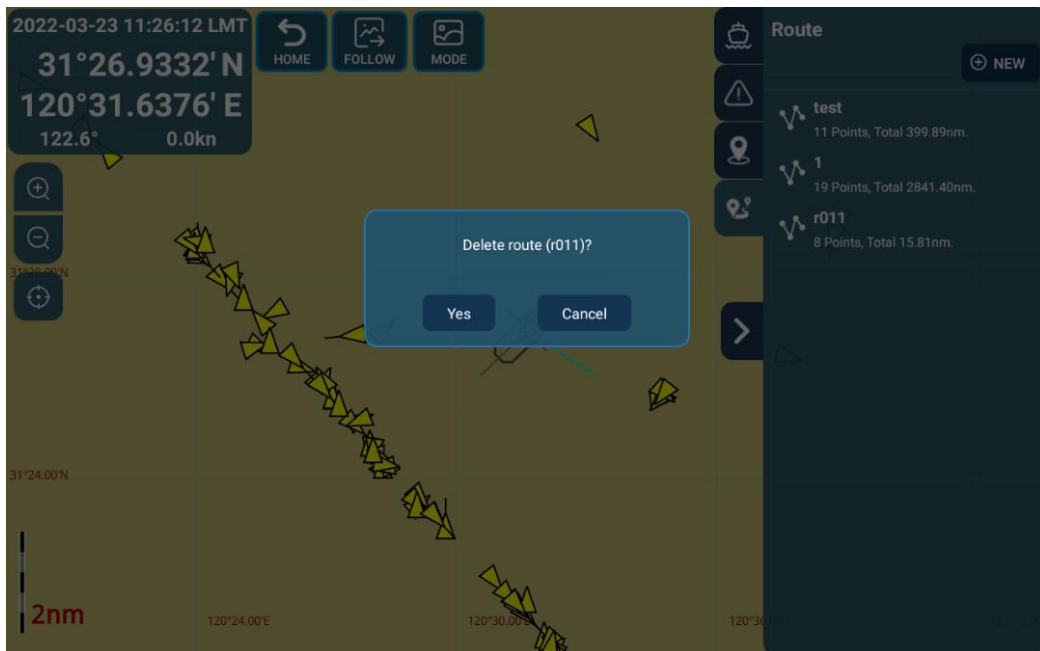 2022-03-23 11:26:12 LMT
31°26.9332' N
120°31.6376' E
122.6° 0.0kn
HOME
FOLLOW
MODE
Route
NEW
test
11 Points, Total 399.89nm.
1
19 Points, Total 2841.40nm.
r011
8 Points, Total 15.81nm.
Delete route (r011)?
Yes
Cancel
31°24.00'N
2nm
120°24.00'E
120°30.00'E